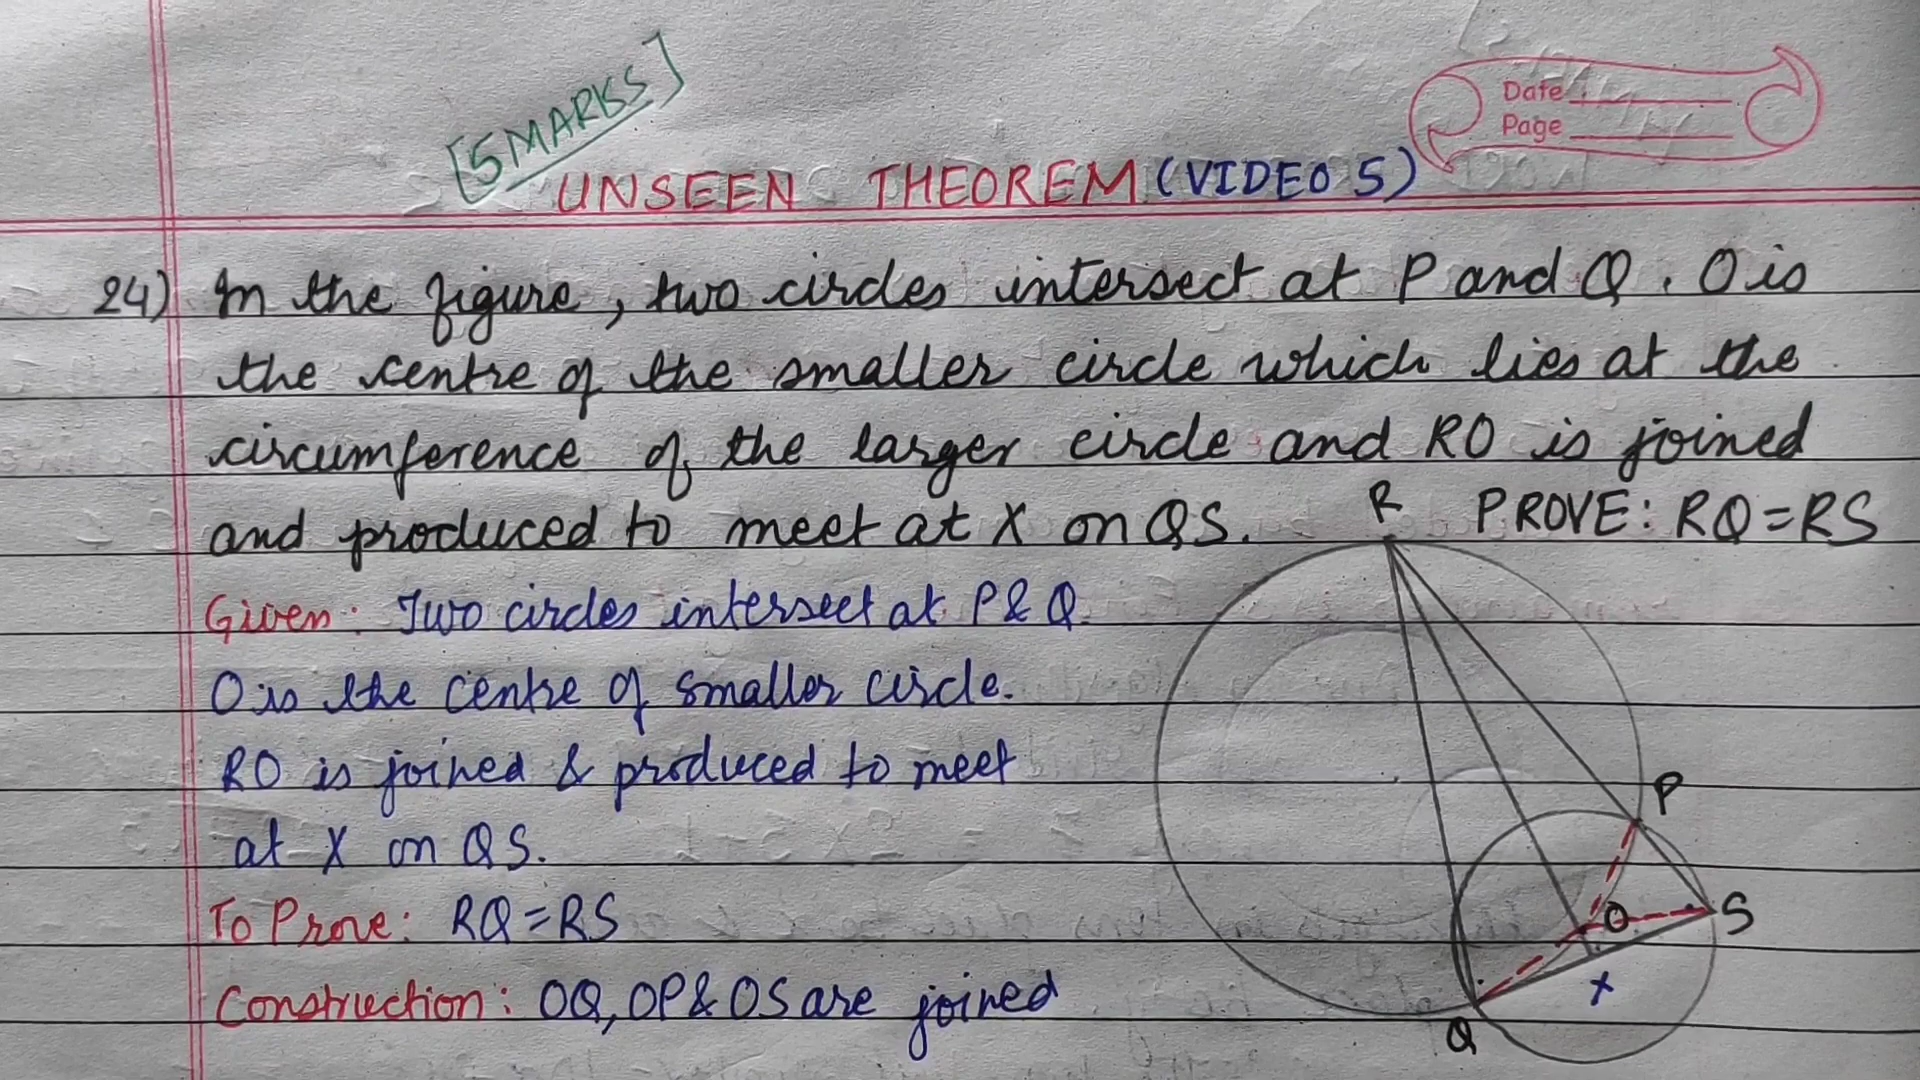 [5 MARKS]
Date
Page
UNSEEN THEOREM (VIDEO 5)
24) In the figure, two circles intersect at P and Q. O is
the centre of the smaller circle which lies at the
circumference of the larger circle and RO is joined
and produced to meet at X on QS.
R PROVE: RQ=RS
Given: Two circles intersect at P & Q
O is the centre of smaller circle.
RO is joined & produced to meet
at X on QS.
P
To Prove: RQ=RS
O
S
Construction: OQ, OP & OS are joined
X
Q